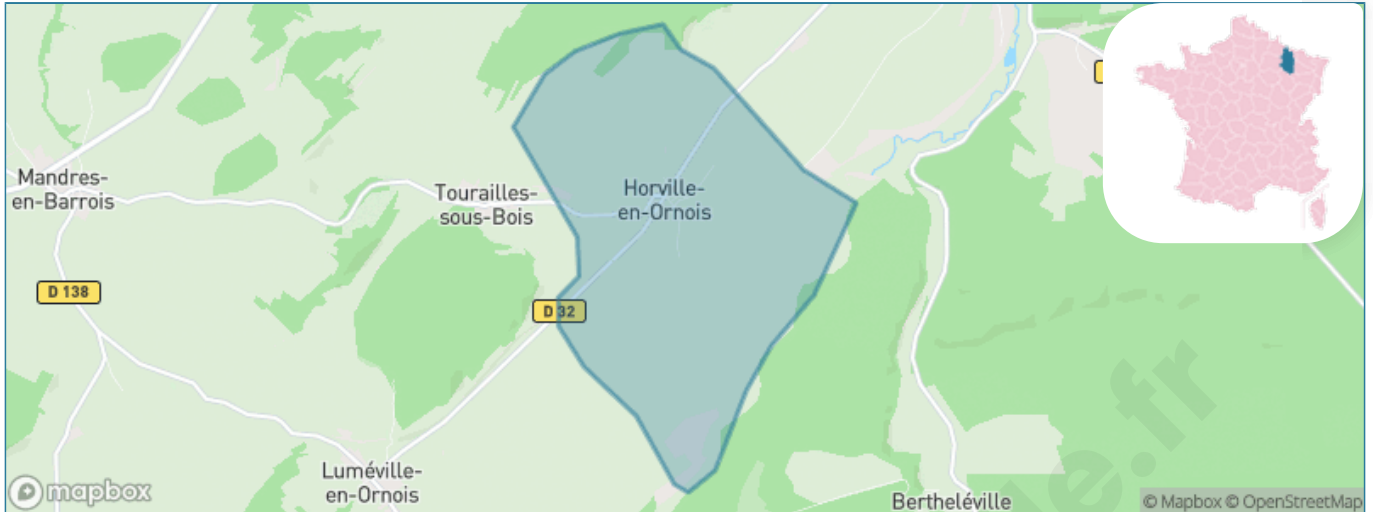 Mandres-
en-Barrois
Tourailles-
sous-Bois
Horville-
en-Ornois
D 138
D 32
Luméville-
en-Ornois
Bertheléville
mapbox
© Mapbox © OpenStreetMap